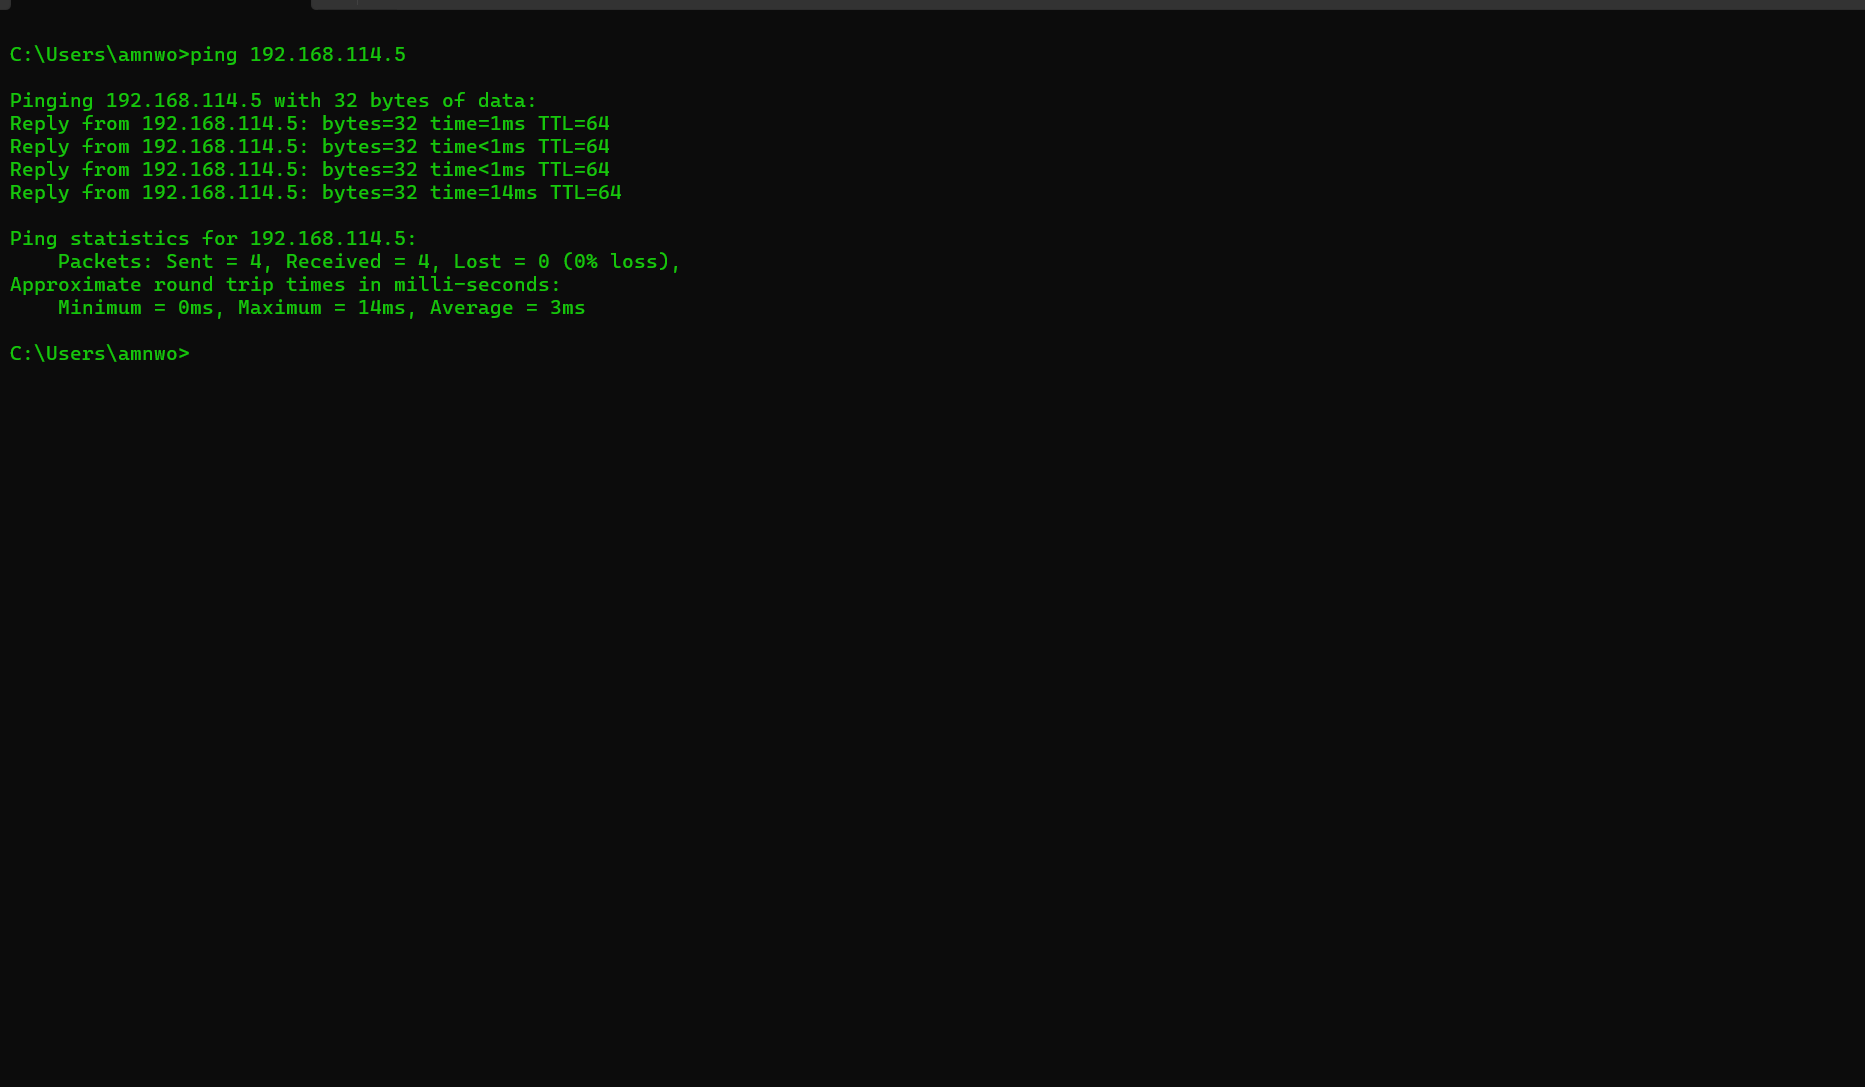 C:\Users\amnwo>ping 192.168.114.5
Pinging 192.168.114.5 with 32 bytes of data:
Reply from 192.168.114.5: bytes=32 time=1ms TTL=64
Reply from 192.168.114.5: bytes=32 time<1ms TTL=64
Reply from 192.168.114.5: bytes=32 time<1ms TTL=64
Reply from 192.168.114.5: bytes=32 time=14ms TTL=64
Ping statistics for 192.168.114.5:
    Packets: Sent = 4, Received = 4, Lost = 0 (0% loss),
Approximate round trip times in milli-seconds:
    Minimum = 0ms, Maximum = 14ms, Average = 3ms
C:\Users\amnwo>